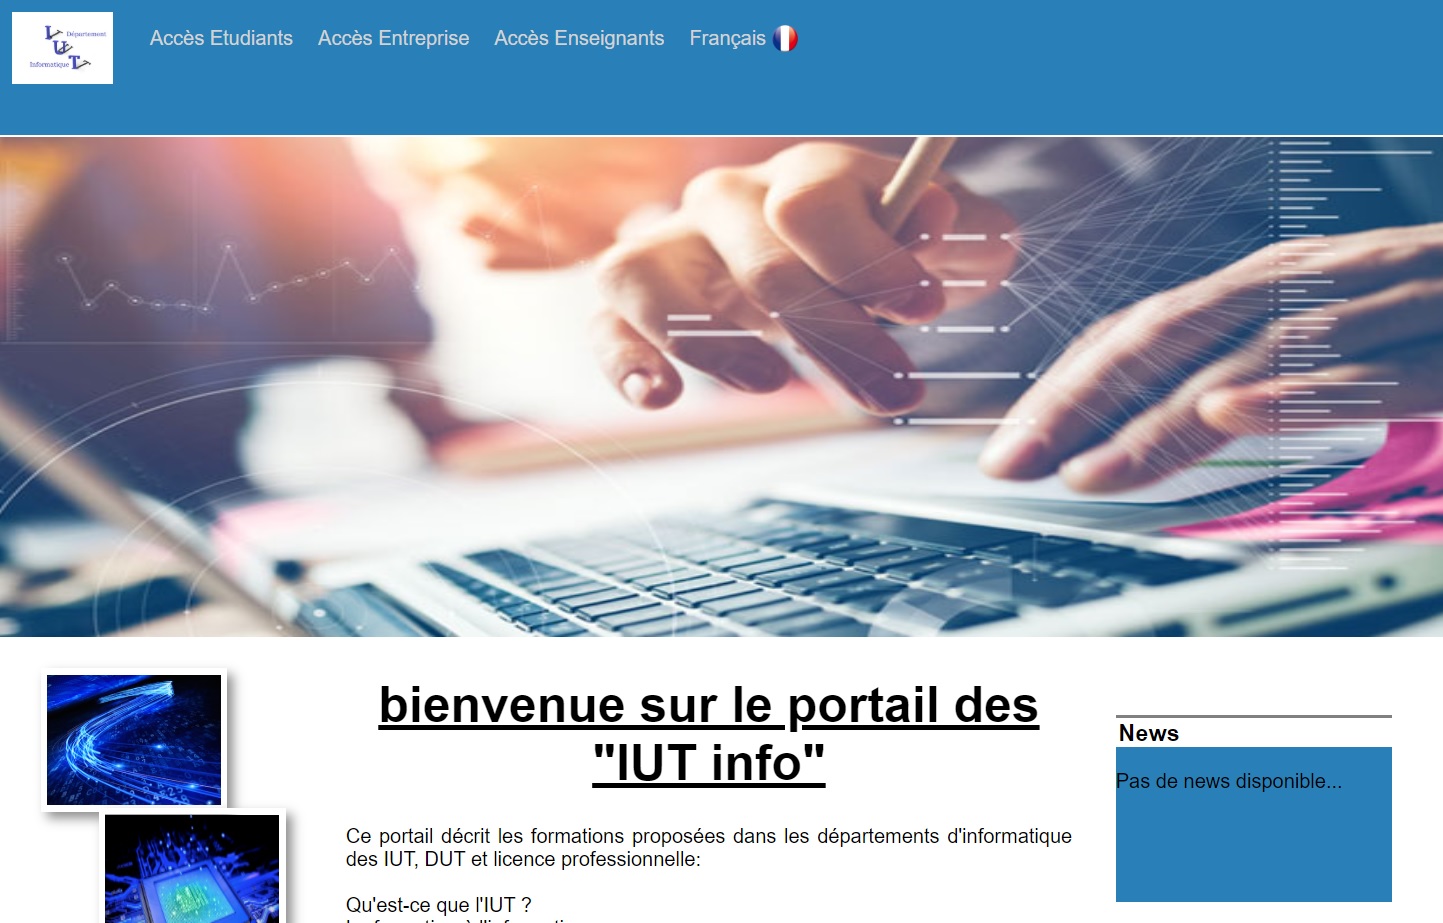 I
Département
U
Informatique
T
Accès Etudiants
Accès Entreprise
Accès Enseignants
Français
bienvenue sur le portail des
"IUT info"
News
Pas de news disponible...
Ce portail décrit les formations proposées dans les départements d'informatique
des IUT, DUT et licence professionnelle:
Qu'est-ce que l'IUT ?